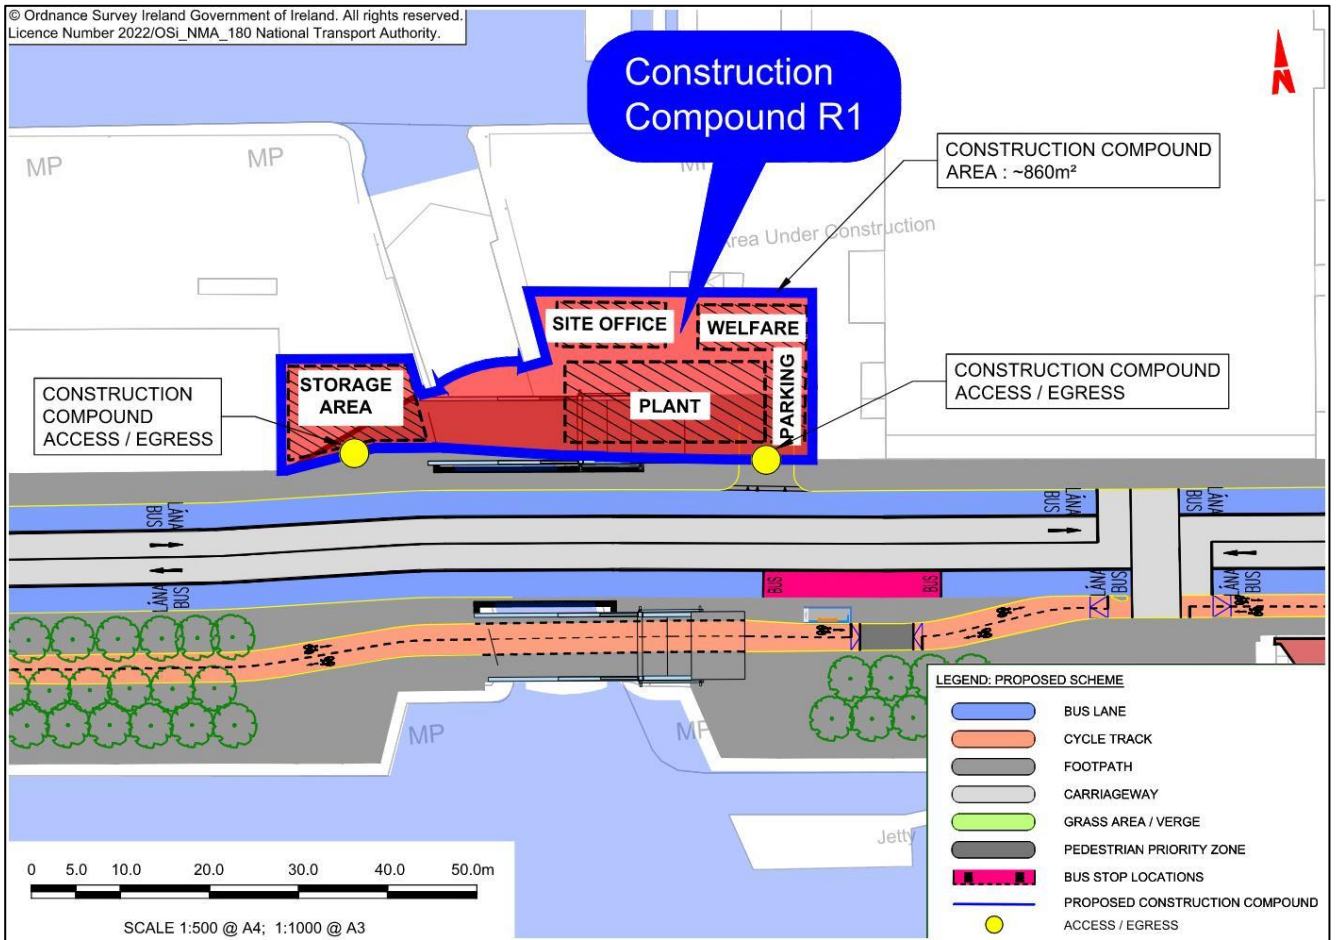 © Ordnance Survey Ireland Government of Ireland. All rights reserved.
Licence Number 2022/OSi_NMA_180 National Transport Authority.
Construction
Compound R1
N
MP
MP
CONSTRUCTION COMPOUND
AREA : ~860m²
Area Under Construction
SITE OFFICE
WELFARE
STORAGE
AREA
PLANT
PARKING
CONSTRUCTION
COMPOUND
ACCESS / EGRESS
CONSTRUCTION COMPOUND
ACCESS / EGRESS
LÁNA
BUS
LÁNA
BUS
LÁNA
BUS
LÁNA
BUS
BUS
BUS
LÁNA
BUS
LÁNA
BUS
MP
MP
Jetty
LEGEND: PROPOSED SCHEME
BUS LANE
CYCLE TRACK
FOOTPATH
CARRIAGEWAY
GRASS AREA / VERGE
PEDESTRIAN PRIORITY ZONE
BUS STOP LOCATIONS
PROPOSED CONSTRUCTION COMPOUND
ACCESS / EGRESS
0 5.0 10.0 20.0 30.0 40.0 50.0m
SCALE 1:500 @ A4; 1:1000 @ A3